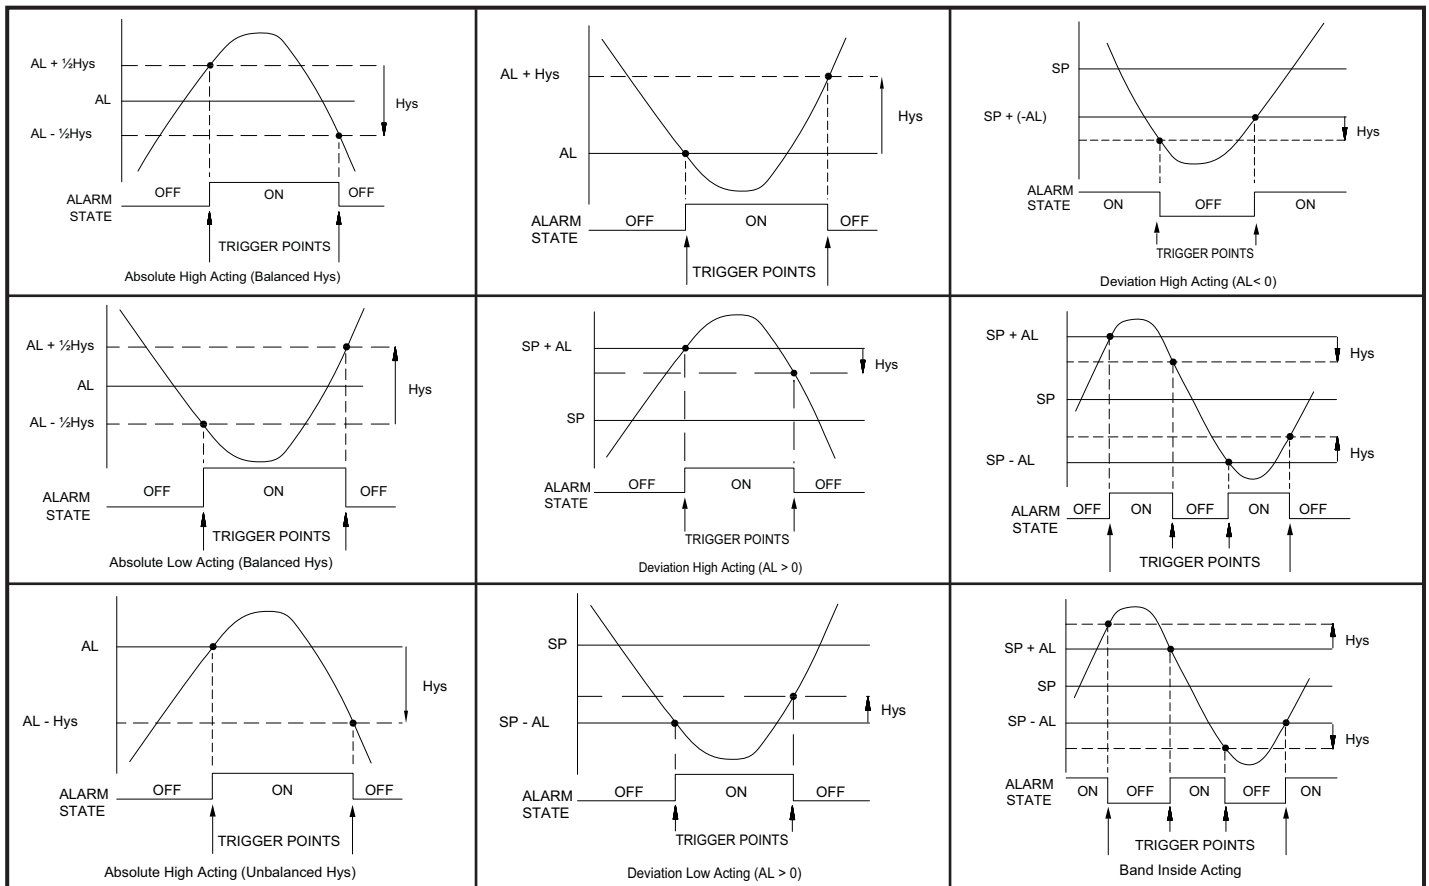 AL + ½Hys
AL
AL - ½Hys
Hys
OFF
ON
OFF
ALARM
STATE
TRIGGER POINTS
Absolute High Acting (Balanced Hys)
AL + Hys
Hys
AL
OFF
ON
OFF
ALARM
STATE
TRIGGER POINTS
SP
SP + (-AL)
Hys
ALARM
STATE
ON
OFF
ON
TRIGGER POINTS
Deviation High Acting (AL< 0)
AL + ½Hys
AL
Hys
AL - ½Hys
OFF
ON
OFF
ALARM
STATE
TRIGGER POINTS
Absolute Low Acting (Balanced Hys)
SP + AL
Hys
SP
OFF
ON
OFF
ALARM
STATE
TRIGGER POINTS
Deviation High Acting (AL > 0)
SP + AL
Hys
SP
SP - AL
Hys
ALARM
STATE
OFF
ON
OFF
ON
OFF
TRIGGER POINTS
AL
Hys
AL - Hys
OFF
ON
OFF
ALARM
STATE
TRIGGER POINTS
Absolute High Acting (Unbalanced Hys)
SP
SP - AL
Hys
OFF
ON
OFF
ALARM
STATE
TRIGGER POINTS
Deviation Low Acting (AL > 0)
Hys
SP + AL
SP
SP - AL
Hys
ALARM
STATE
ON
OFF
ON
OFF
ON
TRIGGER POINTS
Band Inside Acting